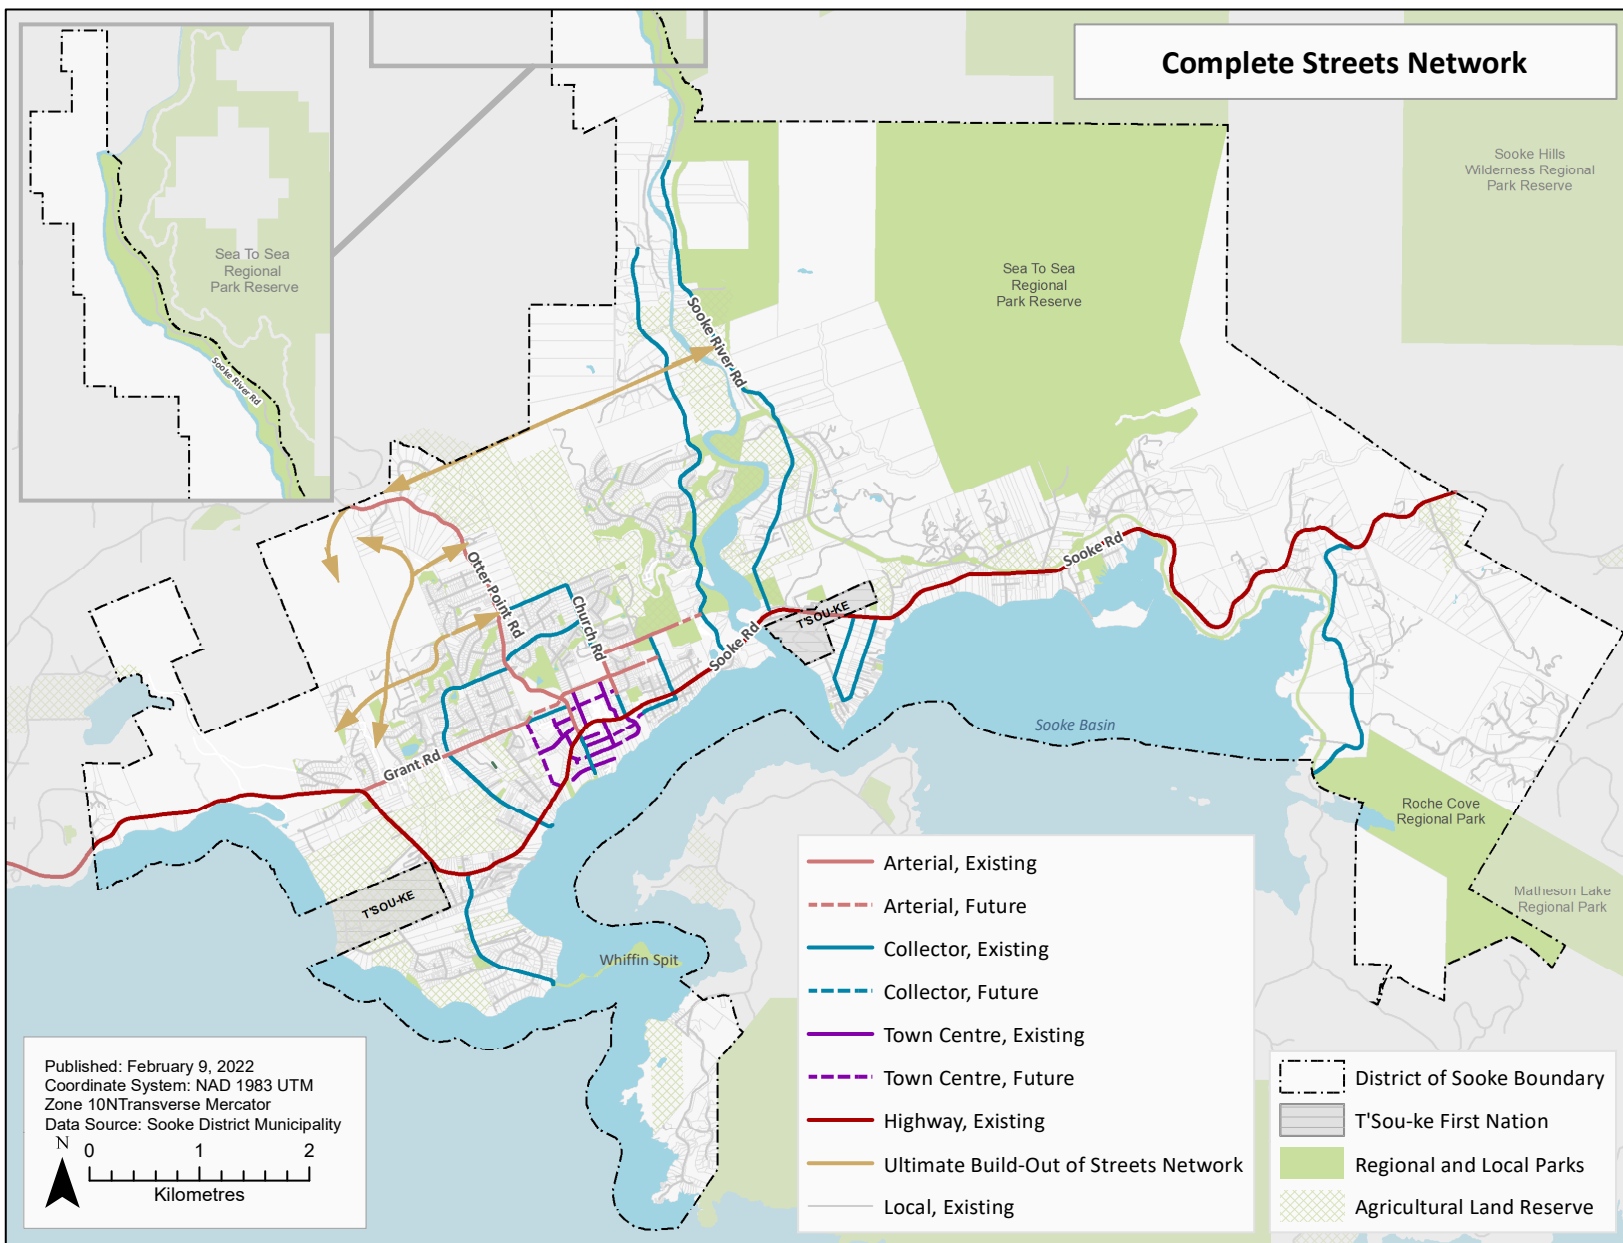 Complete Streets Network
Sooke Hills
Wilderness Regional
Park Reserve
Sea To Sea
Regional
Park Reserve
Sooke River Rd
Sea To Sea
Regional
Park Reserve
Sooke River Rd
Sooke Rd
Otter Point Rd
Church Rd
T'SOU-KE
Sooke Rd
Grant Rd
Sooke Basin
Roche Cove
Regional Park
Matheson Lake
Regional Park
T'SOU-KE
Whiffin Spit
Arterial, Existing
Arterial, Future
Collector, Existing
Collector, Future
Town Centre, Existing
Town Centre, Future
Highway, Existing
Ultimate Build-Out of Streets Network
Local, Existing
District of Sooke Boundary
T'Sou-ke First Nation
Regional and Local Parks
Agricultural Land Reserve
Published: February 9, 2022
Coordinate System: NAD 1983 UTM
Zone 10NTransverse Mercator
Data Source: Sooke District Municipality
N
0 1 2
Kilometres